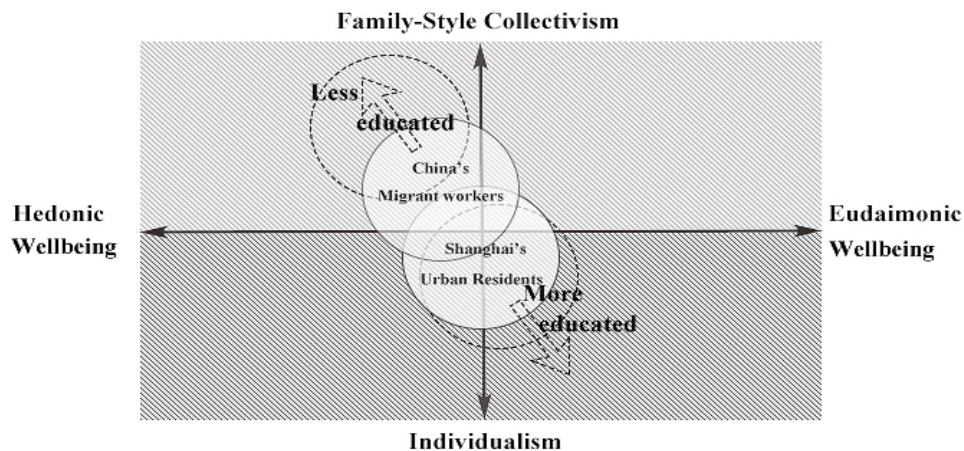 Family-Style Collectivism
Less
educated
China's
Migrant workers
Hedonic
Wellbeing
Eudaimonic
Wellbeing
Shanghai's
Urban Residents
More
educated
Individualism